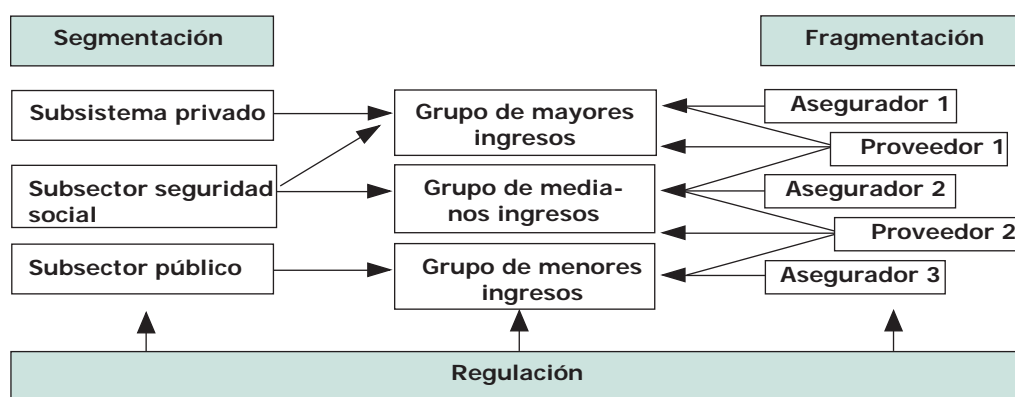 Segmentación
Fragmentación
Subsistema privado
Grupo de mayores
ingresos
Asegurador 1
Proveedor 1
Subsector seguridad
social
Grupo de media-
nos ingresos
Asegurador 2
Proveedor 2
Subsector público
Grupo de menores
ingresos
Asegurador 3
Regulación